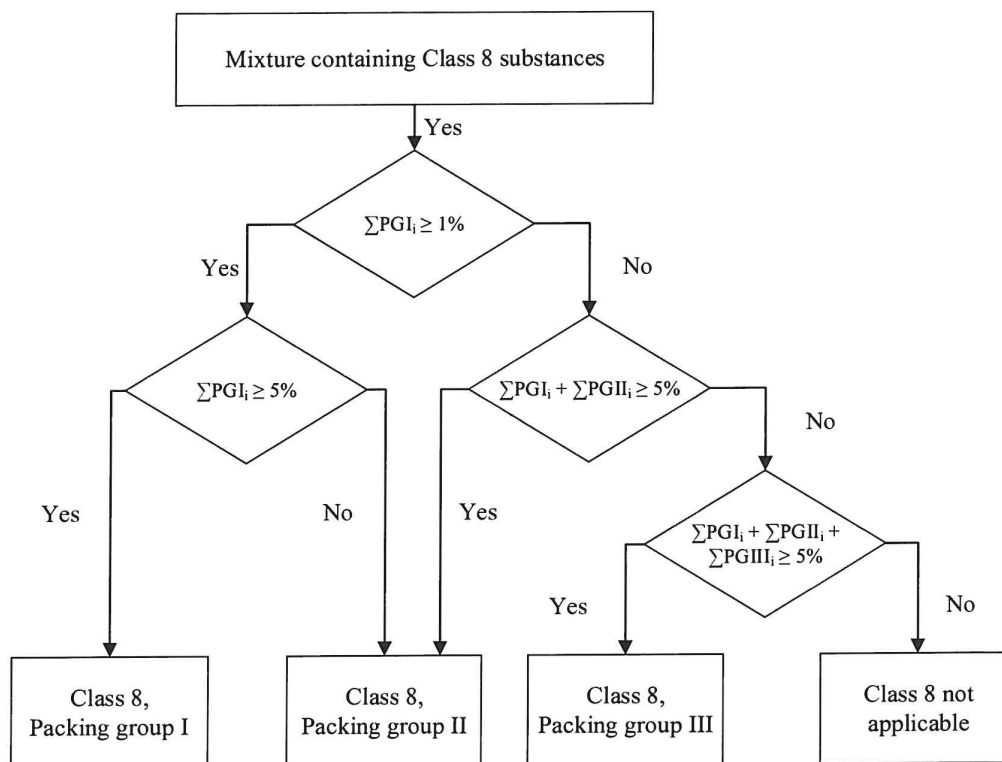 Mixture containing Class 8 substances
Yes
∑PGIᵢ ≥ 1%
Yes
No
∑PGIᵢ ≥ 5%
∑PGIᵢ + ∑PGIIᵢ ≥ 5%
No
Yes
No
Yes
∑PGIᵢ + ∑PGIIᵢ +
∑PGIIIᵢ ≥ 5%
Yes
No
Class 8,
Packing group I
Class 8,
Packing group II
Class 8,
Packing group III
Class 8 not
applicable